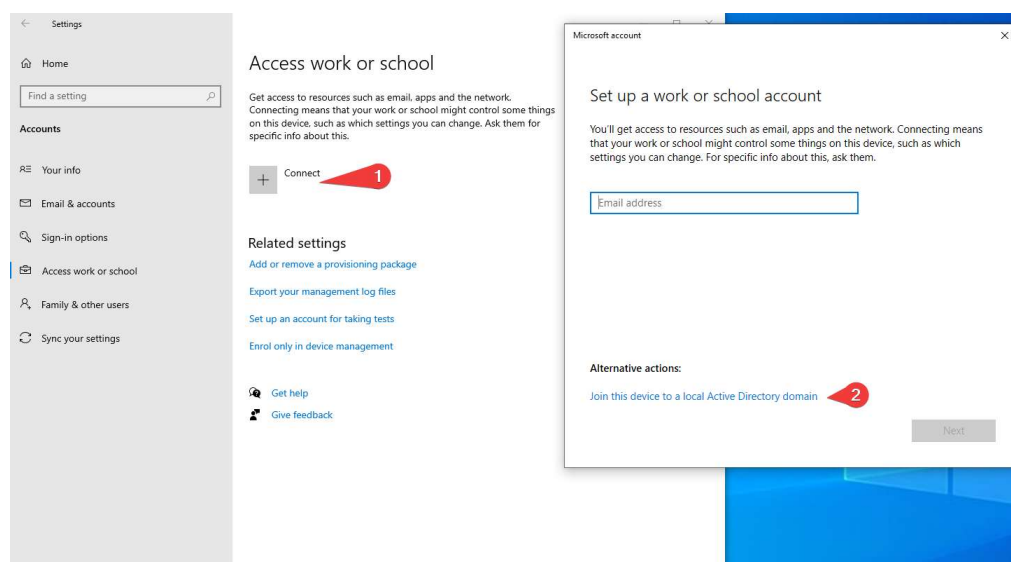 Settings
Home
Find a setting
Accounts
Your info
Email & accounts
Sign-in options
Access work or school
Family & other users
Sync your settings
Access work or school
Get access to resources such as email, apps and the network.
Connecting means that your work or school might control some things
on this device, such as which settings you can change. Ask them for
specific info about this.
Connect
1
Related settings
Add or remove a provisioning package
Export your management log files
Set up an account for taking tests
Enrol only in device management
Get help
Give feedback
Microsoft account
Set up a work or school account
You'll get access to resources such as email, apps and the network. Connecting means
that your work or school might control some things on this device, such as which
settings you can change. For specific info about this, ask them.
Email address
Alternative actions:
Join this device to a local Active Directory domain
2
Next